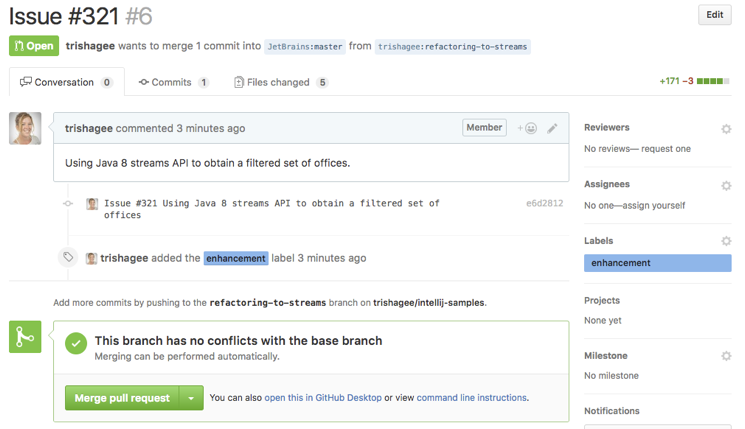 Issue #321 #6
Edit
Open trishagee wants to merge 1 commit into JetBrains:master from trishagee:refactoring-to-streams
Conversation 0 Commits 1 Files changed 5
+171 −3
trishagee commented 3 minutes ago Member
Using Java 8 streams API to obtain a filtered set of offices.
Issue #321 Using Java 8 streams API to obtain a filtered set of e6d2812
offices
trishagee added the enhancement label 3 minutes ago
Add more commits by pushing to the refactoring-to-streams branch on trishagee/intellij-samples.
This branch has no conflicts with the base branch
Merging can be performed automatically.
Merge pull request You can also open this in GitHub Desktop or view command line instructions.
Reviewers
No reviews— request one
Assignees
No one—assign yourself
Labels
enhancement
Projects
None yet
Milestone
No milestone
Notifications